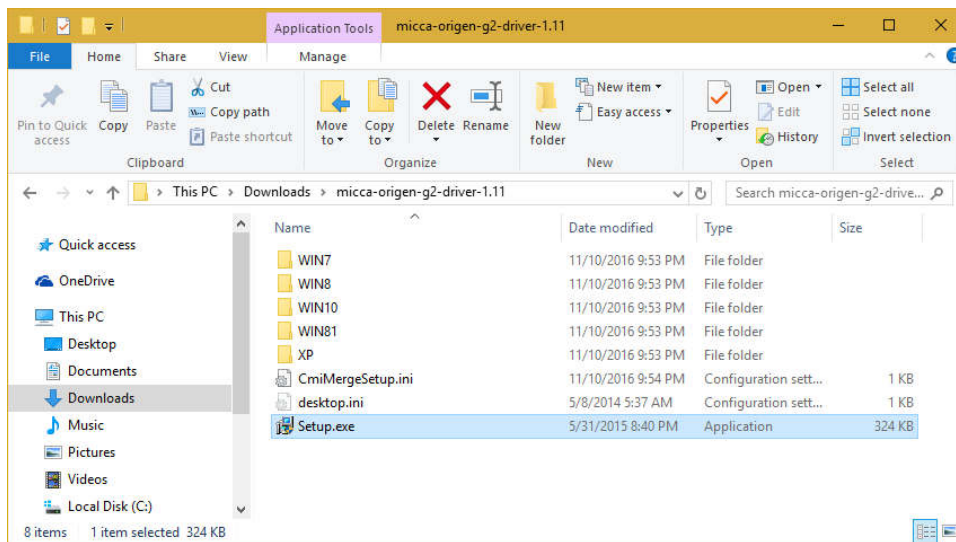 Application Tools micca-origen-g2-driver-1.11
File Home Share View Manage
Pin to Quick access
Copy
Paste
Cut
Copy path
Paste shortcut
Move to
Copy to
Delete
Rename
New folder
New item
Easy access
Properties
Open
Edit
History
Select all
Select none
Invert selection
Clipboard Organize New Open Select
This PC > Downloads > micca-origen-g2-driver-1.11
Search micca-origen-g2-drive...
Quick access
OneDrive
This PC
Desktop
Documents
Downloads
Music
Pictures
Videos
Local Disk (C:)
Name Date modified Type Size
WIN7 11/10/2016 9:53 PM File folder
WIN8 11/10/2016 9:53 PM File folder
WIN10 11/10/2016 9:53 PM File folder
WIN81 11/10/2016 9:53 PM File folder
XP 11/10/2016 9:53 PM File folder
CmiMergeSetup.ini 11/10/2016 9:54 PM Configuration sett... 1 KB
desktop.ini 5/8/2014 5:37 AM Configuration sett... 1 KB
Setup.exe 5/31/2015 8:40 PM Application 324 KB
8 items 1 item selected 324 KB